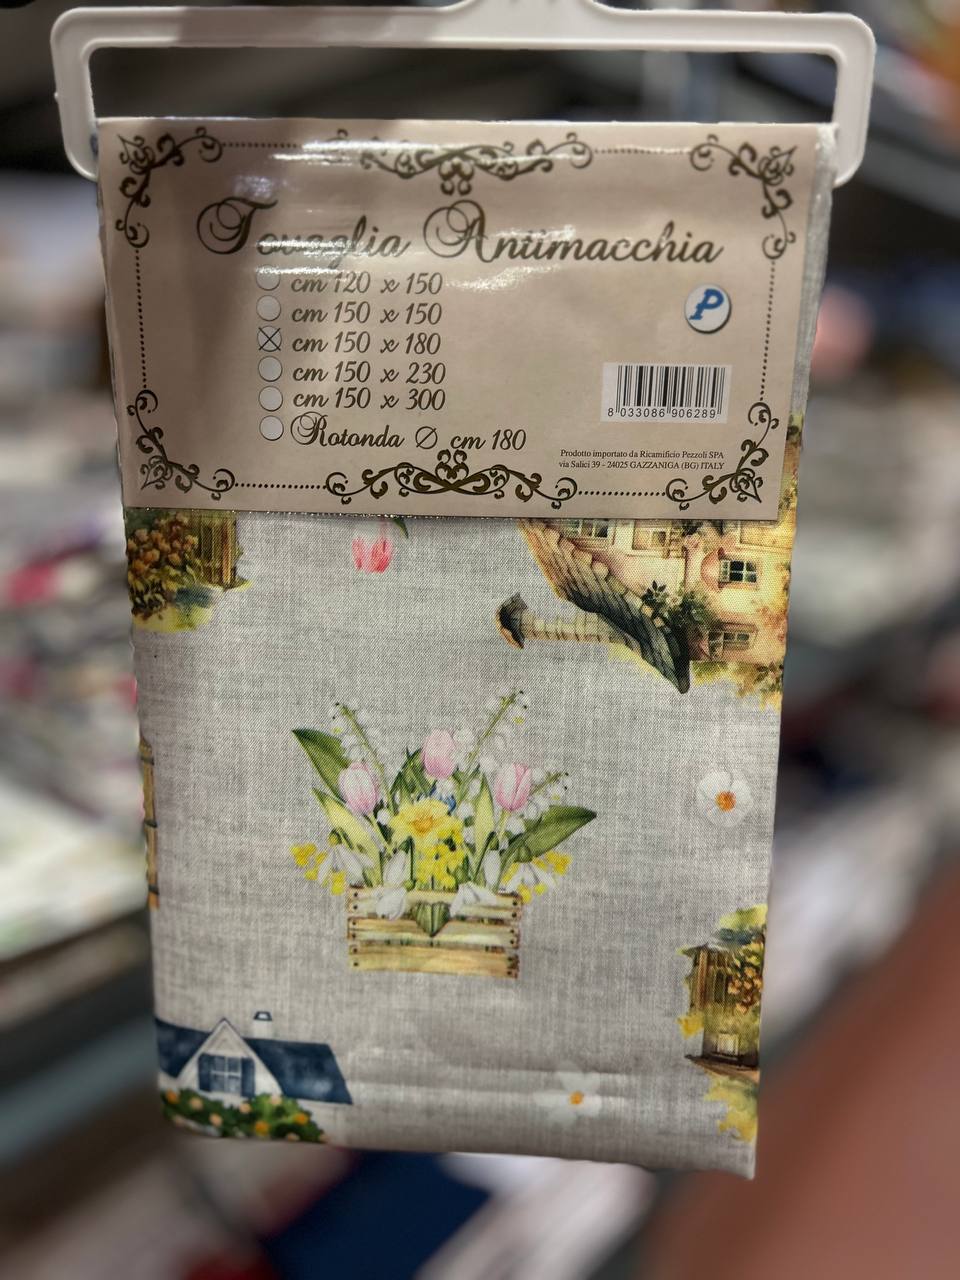 Tovaglia Antimacchia
cm 120 x 150
cm 150 x 150
cm 150 x 180
cm 150 x 230
cm 150 x 300
Rotonda Ø cm 180
P
8 033086 906289
Prodotto importato da Ricamificio Pezzoli SPA
via Salici 39 - 24025 GAZZANIGA (BG) ITALY